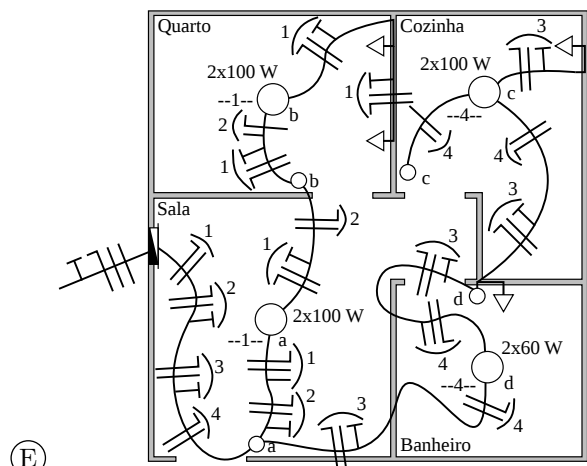 Quarto
Cozinha
1
3
2x100 W
2x100 W
--1--
b
1
c
2
--4--
4
4
1
b
c
3
Sala
1
2
3
2
1
d
2x100 W
a
--1--
2x60 W
4
1
3
--4--
d
2
4
3
4
a
Banheiro
E